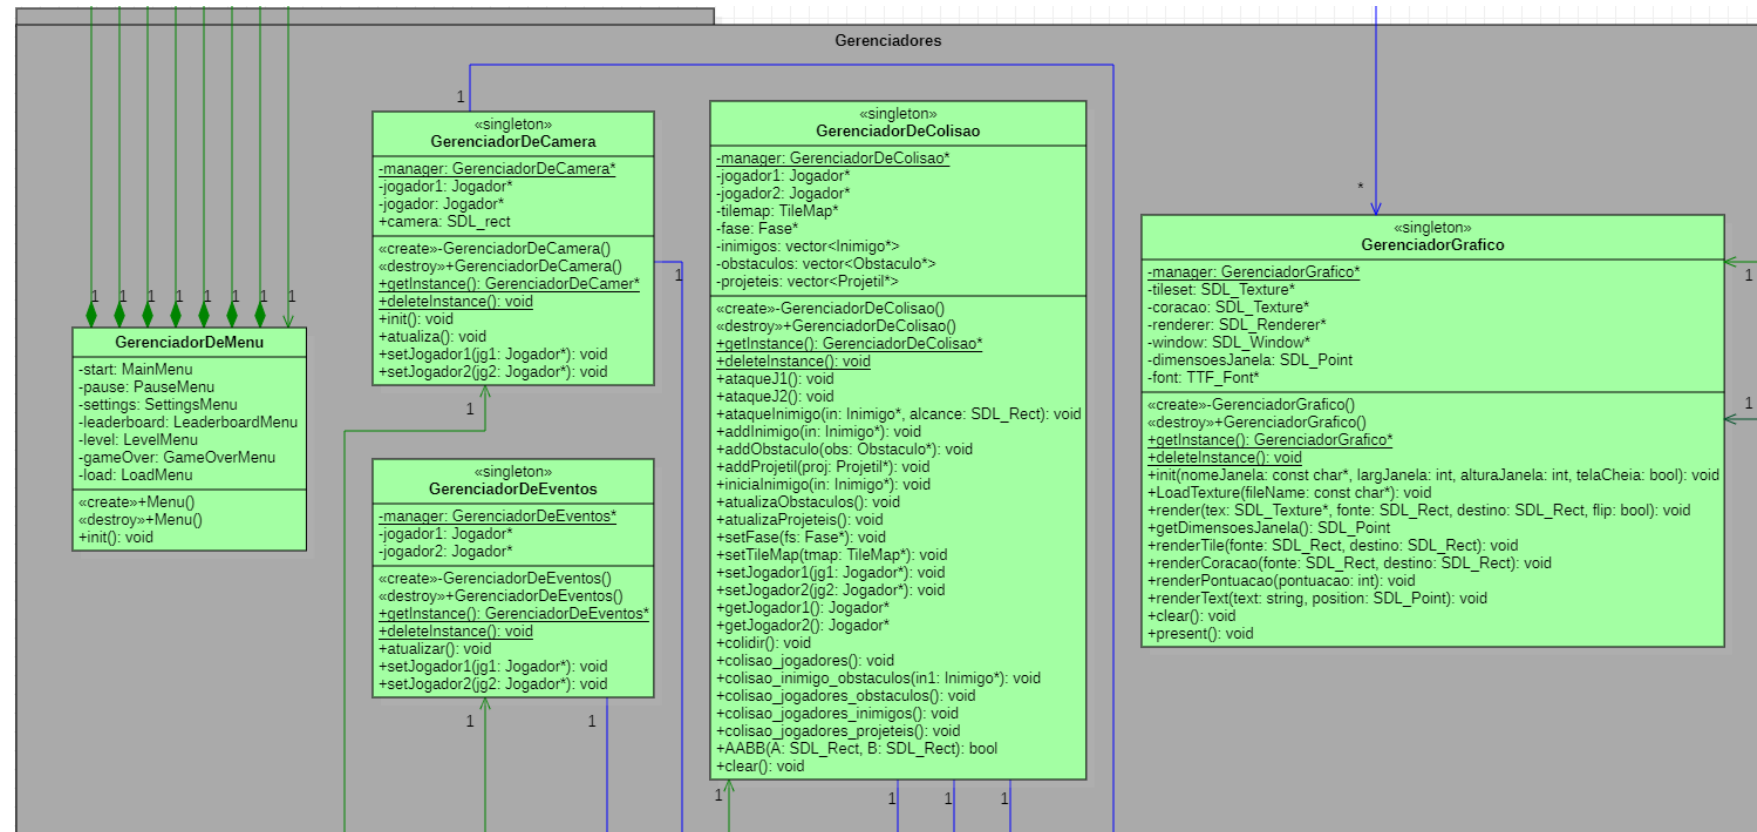 Gerenciadores
1
«singleton»
GerenciadorDeCamera
-manager: GerenciadorDeCamera*
-jogador1: Jogador*
-jogador: Jogador*
+camera: SDL_rect
«create»-GerenciadorDeCamera()
«destroy»+GerenciadorDeCamera()
+getInstance(): GerenciadorDeCamer*
+deleteInstance(): void
+init(): void
+atualiza(): void
+setJogador1(jg1: Jogador*): void
+setJogador2(jg2: Jogador*): void
1
1
«singleton»
GerenciadorDeColisao
-manager: GerenciadorDeColisao*
-jogador1: Jogador*
-jogador2: Jogador*
-tilemap: TileMap*
-fase: Fase*
-inimigos: vector<Inimigo*>
-obstaculos: vector<Obstaculo*>
-projeteis: vector<Projetil*>
«create»-GerenciadorDeColisao()
«destroy»+GerenciadorDeColisao()
+getInstance(): GerenciadorDeColisao*
+deleteInstance(): void
+ataqueJ1(): void
+ataqueJ2(): void
+ataqueInimigo(in: Inimigo*, alcance: SDL_Rect): void
+addInimigo(in: Inimigo*): void
+addObstaculo(obs: Obstaculo*): void
+addProjetil(proj: Projetil*): void
+iniciaInimigo(in: Inimigo*): void
+atualizaObstaculos(): void
+atualizaProjeteis(): void
+setFase(fs: Fase*): void
+setTileMap(tmap: TileMap*): void
+setJogador1(jg1: Jogador*): void
+setJogador2(jg2: Jogador*): void
+getJogador1(): Jogador*
+getJogador2(): Jogador*
+colidir(): void
+colisao_jogadores(): void
+colisao_inimigo_obstaculos(in1: Inimigo*): void
+colisao_jogadores_obstaculos(): void
+colisao_jogadores_inimigos(): void
+colisao_jogadores_projeteis(): void
+AABB(A: SDL_Rect, B: SDL_Rect): bool
+clear(): void
1 1 1 1
*
«singleton»
GerenciadorGrafico
-manager: GerenciadorGrafico*
-tileset: SDL_Texture*
-coracao: SDL_Texture*
-renderer: SDL_Renderer*
-window: SDL_Window*
-dimensoesJanela: SDL_Point
-font: TTF_Font*
«create»-GerenciadorGrafico()
«destroy»+GerenciadorGrafico()
+getInstance(): GerenciadorGrafico*
+deleteInstance(): void
+init(nomeJanela: const char*, largJanela: int, alturaJanela: int, telaCheia: bool): void
+LoadTexture(fileName: const char*): void
+render(tex: SDL_Texture*, fonte: SDL_Rect, destino: SDL_Rect, flip: bool): void
+getDimensoesJanela(): SDL_Point
+renderTile(fonte: SDL_Rect, destino: SDL_Rect): void
+renderCoracao(fonte: SDL_Rect, destino: SDL_Rect): void
+renderPontuacao(pontuacao: int): void
+renderText(text: string, position: SDL_Point): void
+clear(): void
+present(): void
1
1
1 1 1 1 1 1 1 1
GerenciadorDeMenu
-start: MainMenu
-pause: PauseMenu
-settings: SettingsMenu
-leaderboard: LeaderboardMenu
-level: LevelMenu
-gameOver: GameOverMenu
-load: LoadMenu
«create»+Menu()
«destroy»+Menu()
+init(): void
«singleton»
GerenciadorDeEventos
-manager: GerenciadorDeEventos*
-jogador1: Jogador*
-jogador2: Jogador*
«create»-GerenciadorDeEventos()
«destroy»+GerenciadorDeEventos()
+getInstance(): GerenciadorDeEventos*
+deleteInstance(): void
+atualizar(): void
+setJogador1(jg1: Jogador*): void
+setJogador2(jg2: Jogador*): void
1 1